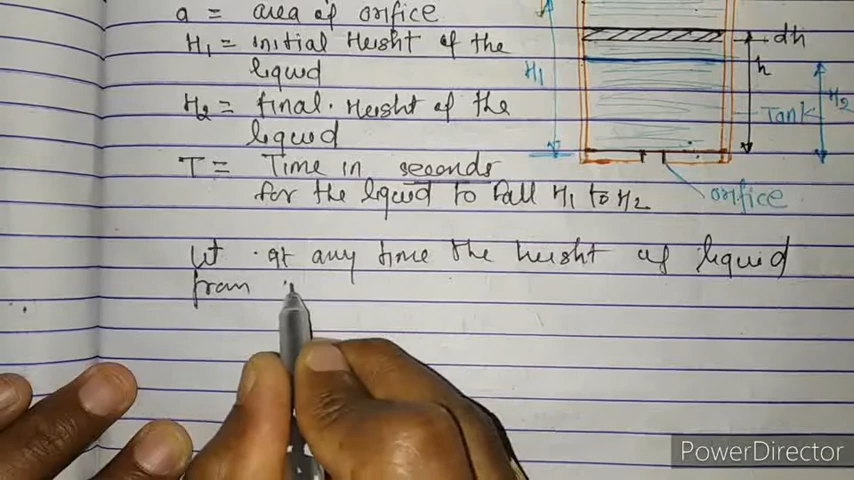 a = area of orifice
H1 = initial Height of the
liquid
H2 = final. Height of the
liquid
T = Time in seconds
for the liquid to fall H1 to H2
let at any time the height of liquid
from
dh
h
H1
H2
Tank
orifice
PowerDirector